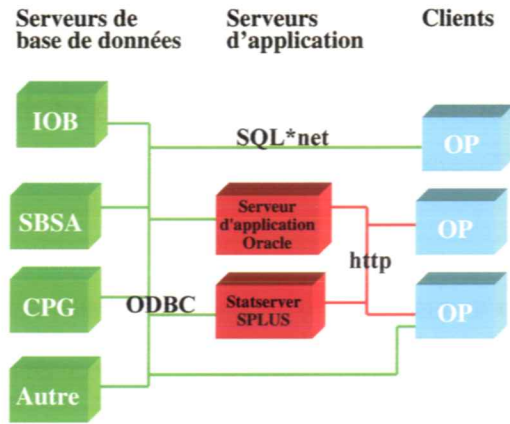 Serveurs de
base de données
Serveurs
d'application
Clients
IOB
SQL*net
OP
SBSA
Serveur
d'application
Oracle
OP
http
CPG
ODBC
Statserver
SPLUS
OP
Autre